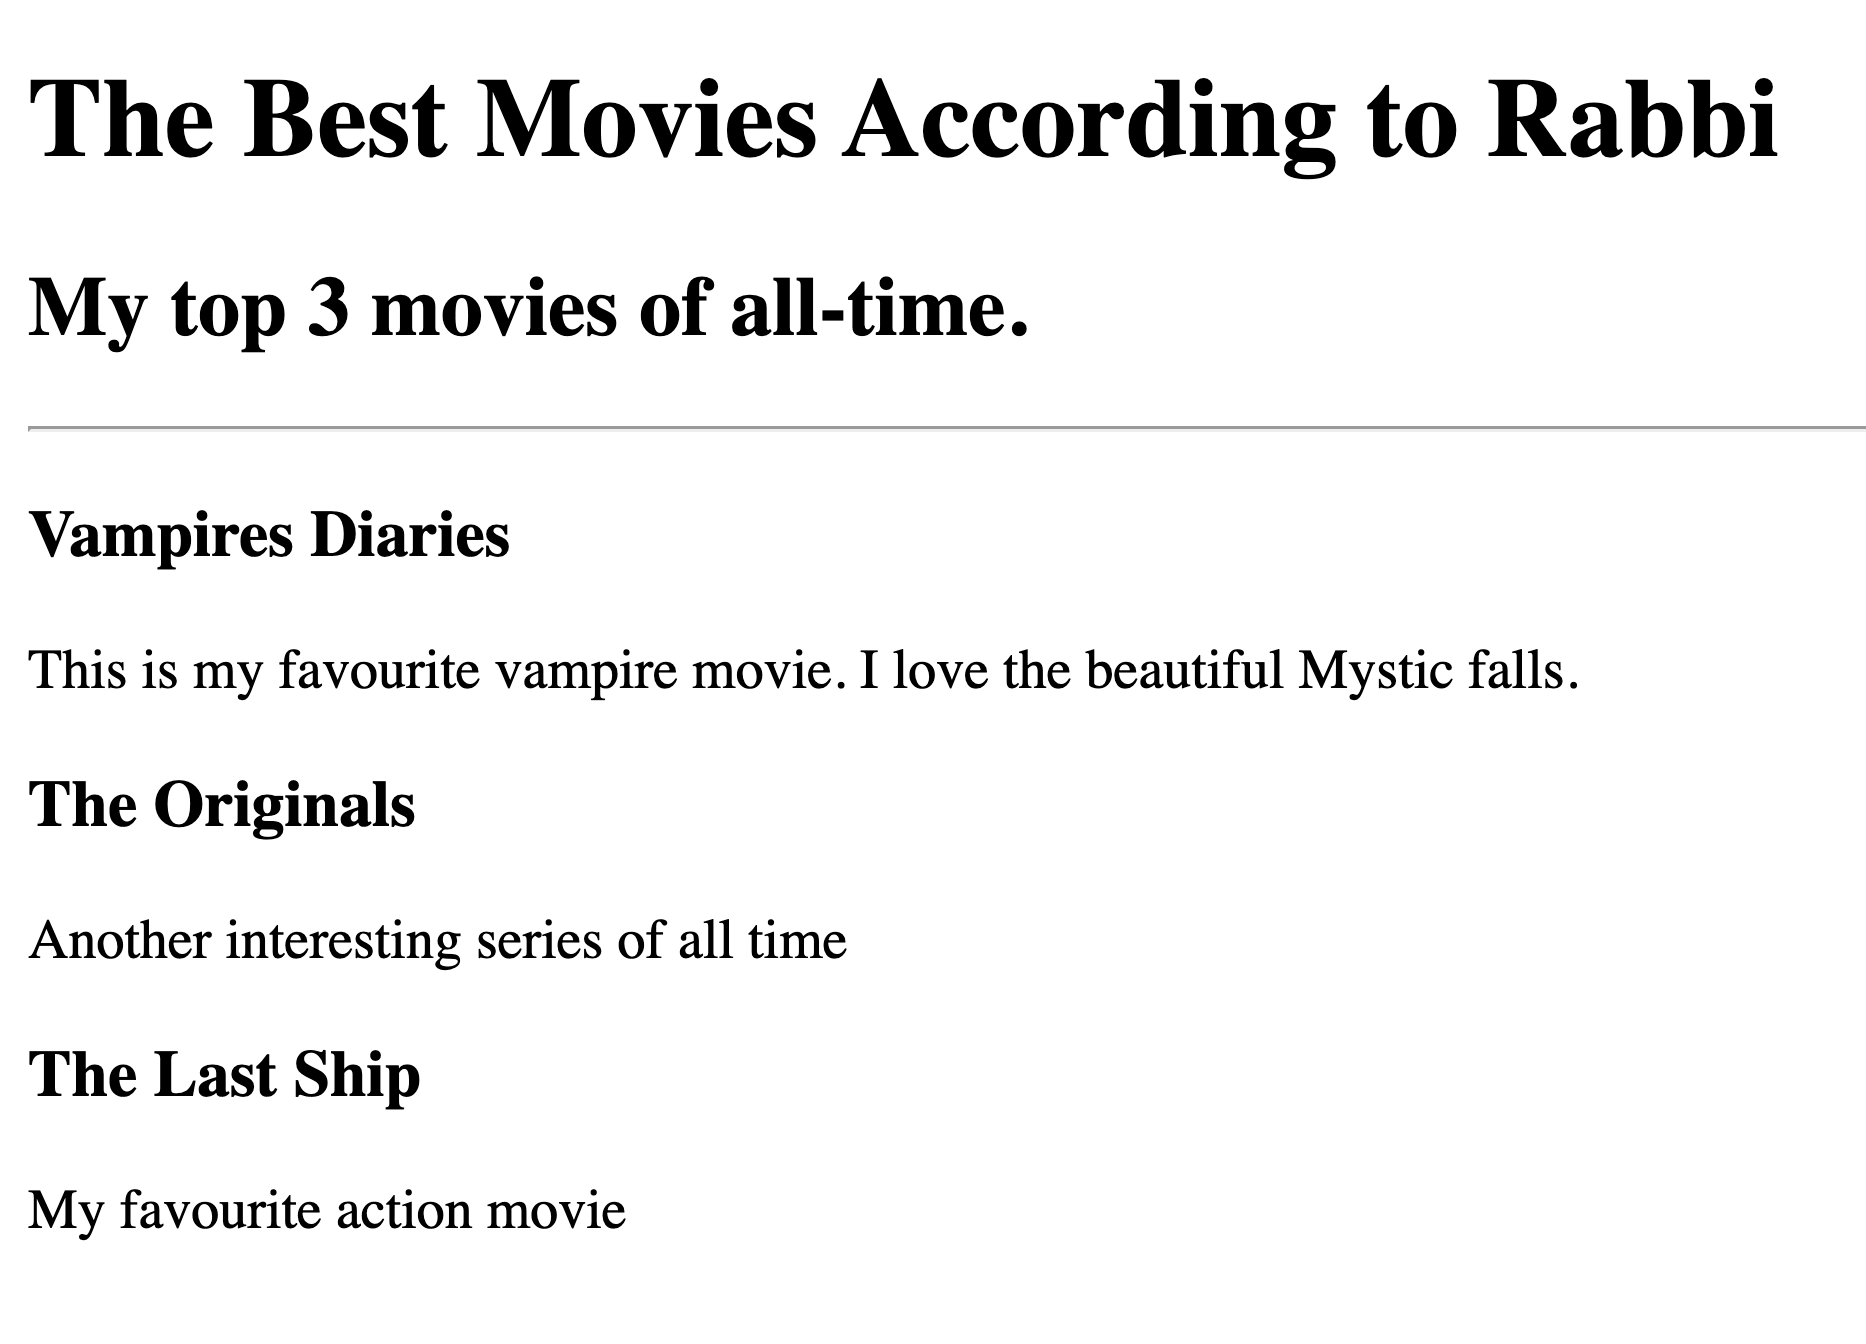 The Best Movies According to Rabbi
My top 3 movies of all-time.
Vampires Diaries
This is my favourite vampire movie. I love the beautiful Mystic falls.
The Originals
Another interesting series of all time
The Last Ship
My favourite action movie